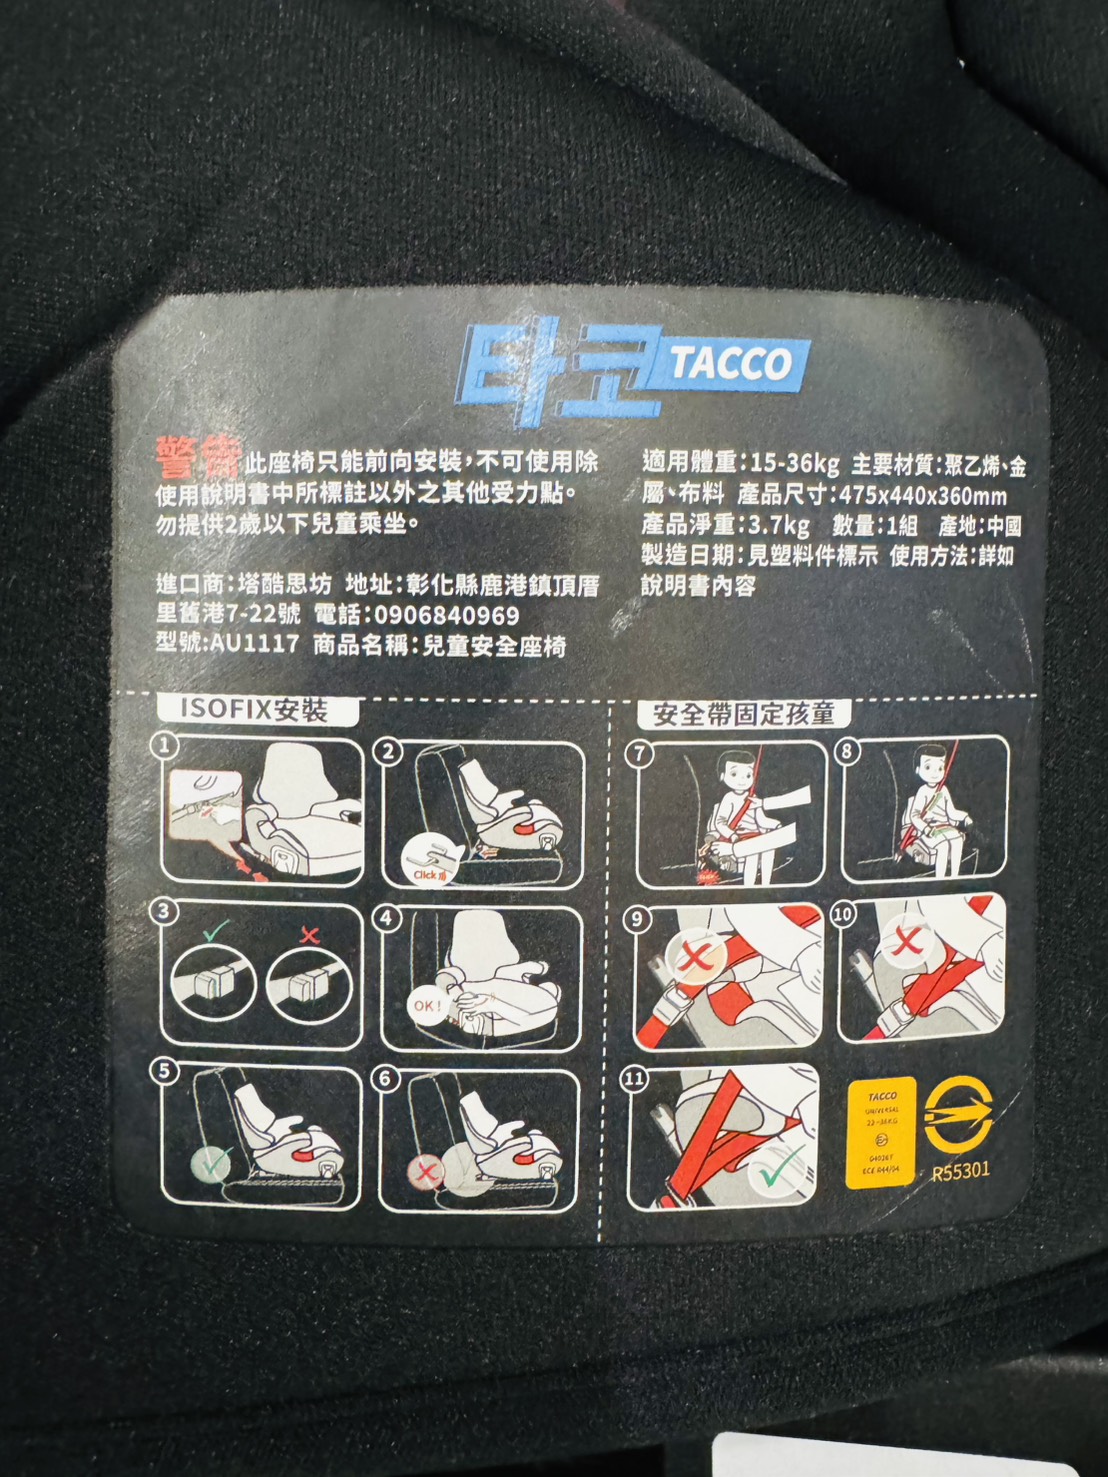 타코 TACCO
警告 此座椅只能前向安裝，不可使用除
使用說明書中所標註以外之其他受力點。
勿提供2歲以下兒童乘坐。
進口商：塔酷思坊 地址：彰化縣鹿港鎮頂厝
里舊港7-22號 電話：0906840969
型號:AU1117 商品名稱：兒童安全座椅
適用體重：15-36kg 主要材質：聚乙烯、金
屬、布料 產品尺寸：475x440x360mm
產品淨重：3.7kg 數量：1組 產地：中國
製造日期：見塑料件標示 使用方法：詳如
說明書內容
ISOFIX安裝
1
2
Click
3
4
OK!
5
6
安全帶固定孩童
7
8
9
10
11
TACCO
UNIVERSAL
22-36KG
ECE R44/04
R55301